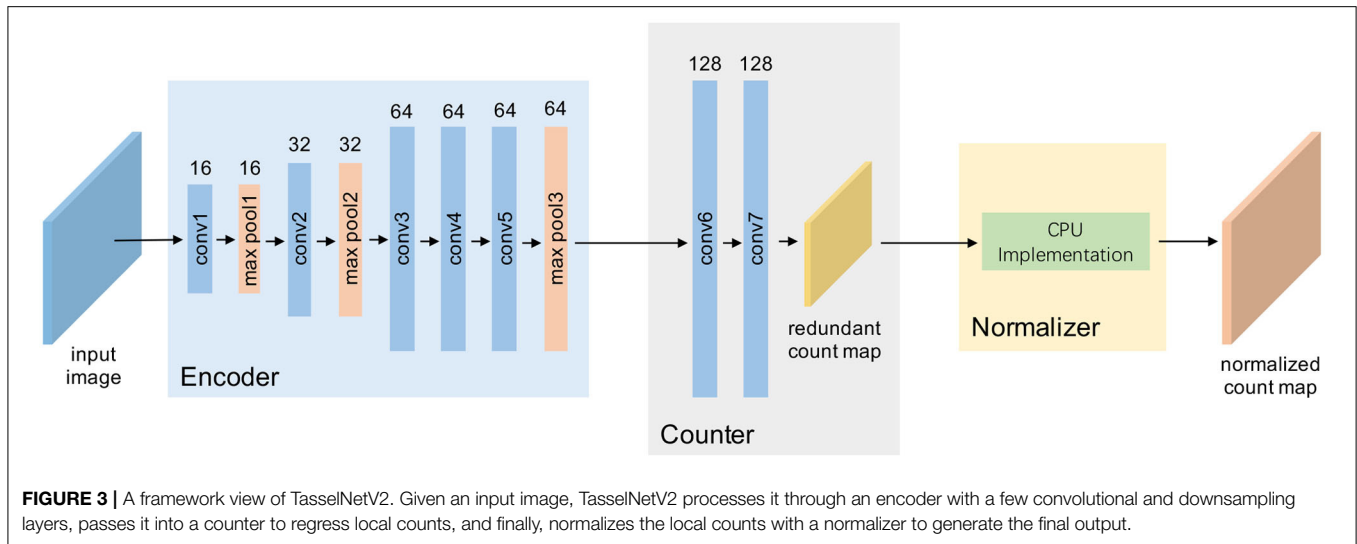 16
16
32
32
64
64
64
64
128
128
conv1
max pool1
conv2
max pool2
conv3
conv4
conv5
max pool3
conv6
conv7
CPU
Implementation
input
image
Encoder
redundant
count map
Counter
Normalizer
normalized
count map
FIGURE 3 | A framework view of TasselNetV2. Given an input image, TasselNetV2 processes it through an encoder with a few convolutional and downsampling
layers, passes it into a counter to regress local counts, and finally, normalizes the local counts with a normalizer to generate the final output.